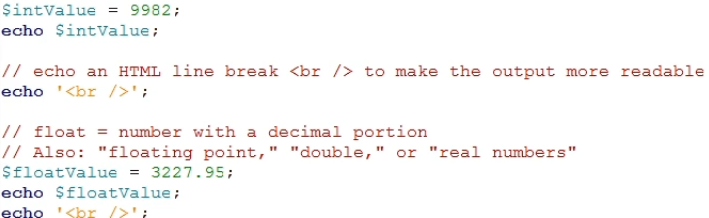 $intValue = 9982;
echo $intValue;
// echo an HTML line break <br /> to make the output more readable
echo '<br />';
// float = number with a decimal portion
// Also: "floating point," "double," or "real numbers"
$floatValue = 3227.95;
echo $floatValue;
echo '<br />';